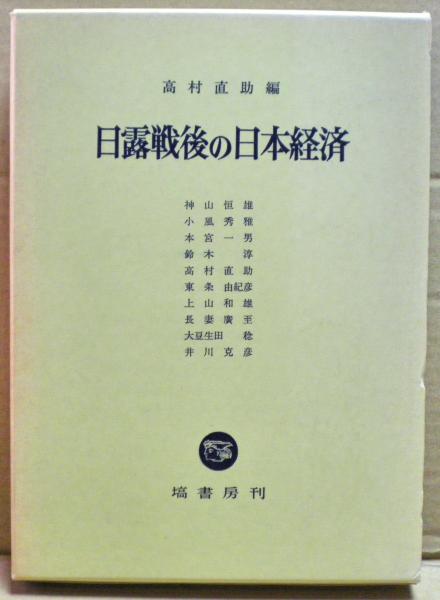 高村直助編
日露戦後の日本経済
神山恒雄
小風秀雅
本宮一男
鈴木淳
高村直助
東条由紀彦
上山和雄
長妻廣至
大豆生田稔
井川克彦
塙書房刊